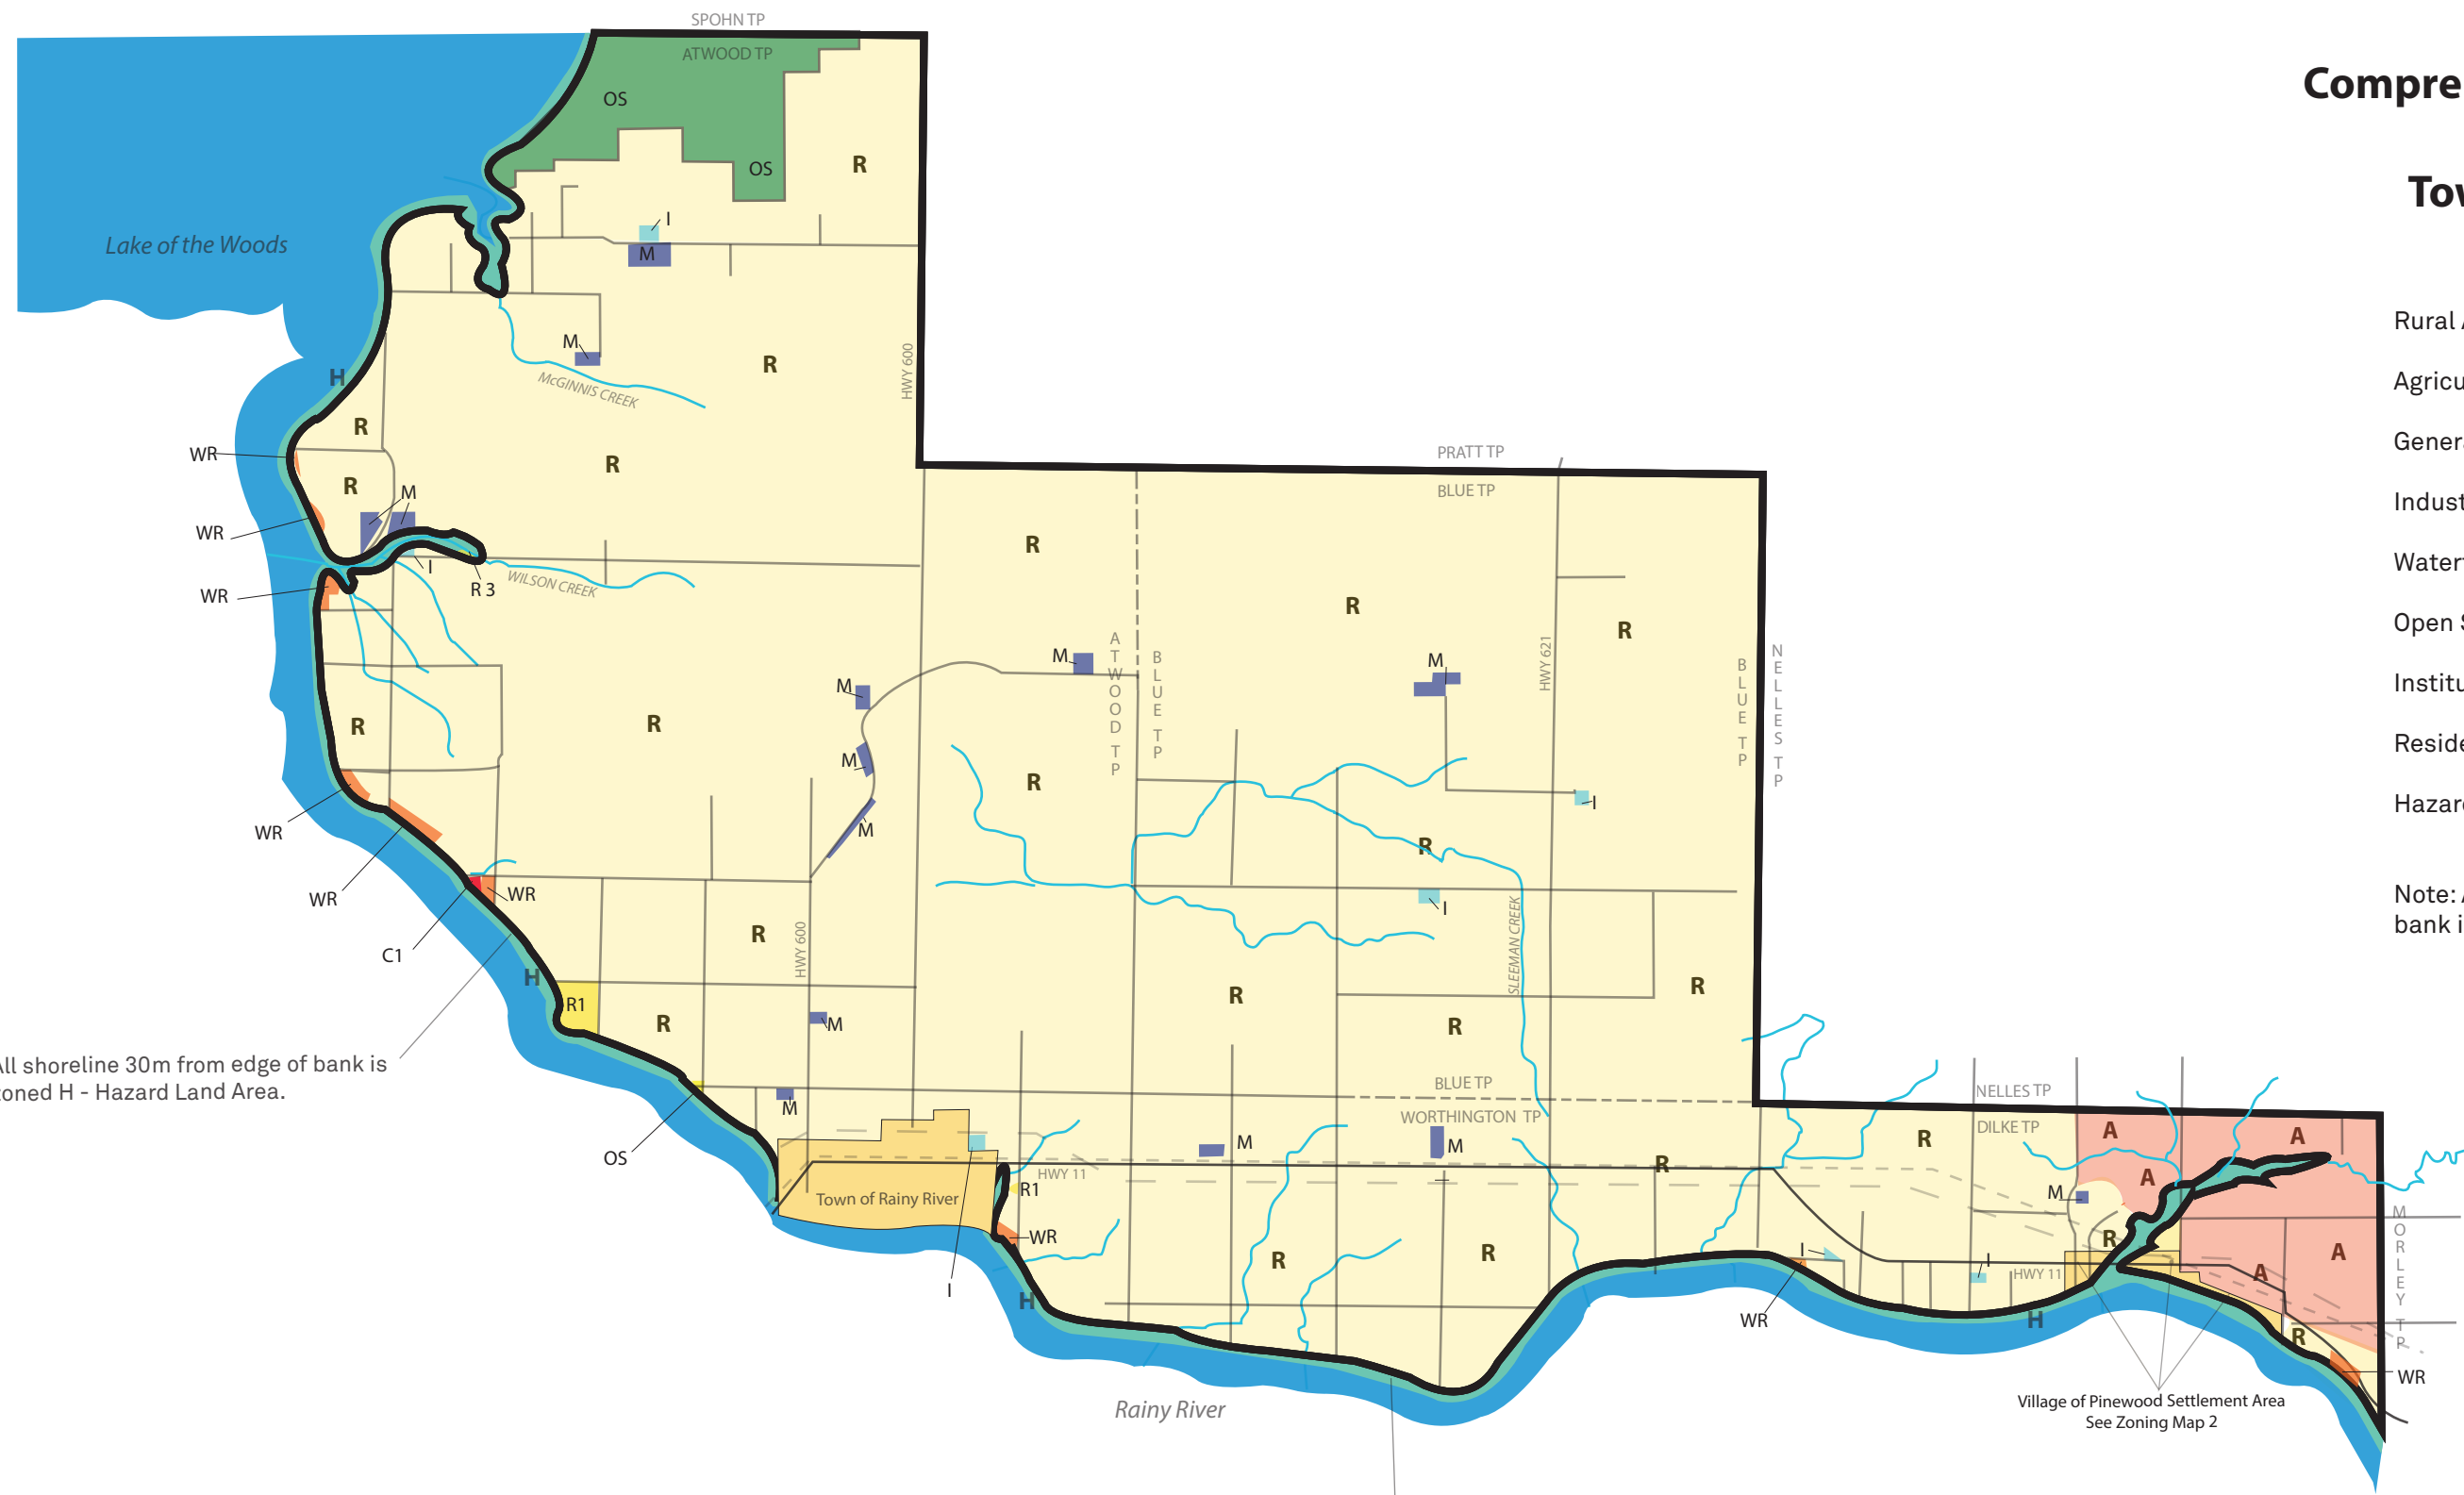 SPOHN TP
ATWOOD TP
OS
OS
R
Compre
Tow
Lake of the Woods
I
M
M
McGINNIS CREEK
R
HWY 600
H
R
R
WR
R
M
WR
I
R 3
WILSON CREEK
WR
PRATT TP
BLUE TP
R
R
R
HWY 621
ATWOOD TP
BLUE TP
BLUE TP
NELLES TP
M
M
M
M
M
R
R
R
I
R
WR
WR
WR
C1
I
SLEEMAN CREEK
R
HWY 600
H
R1
R
M
R
R
R
All shoreline 30m from edge of bank is
zoned H - Hazard Land Area.
BLUE TP
WORTHINGTON TP
NELLES TP
DILKE TP
M
OS
M
M
HWY 11
Town of Rainy River
R1
WR
I
H
R
R
R
R
A
A
A
A
A
M
R
I
I
HWY 11
WR
H
R
MORLEY TP
WR
Rainy River
Village of Pinewood Settlement Area
See Zoning Map 2
Rural A
Agricu
Genera
Indust
Water
Open S
Institu
Reside
Hazar
Note: A
bank i